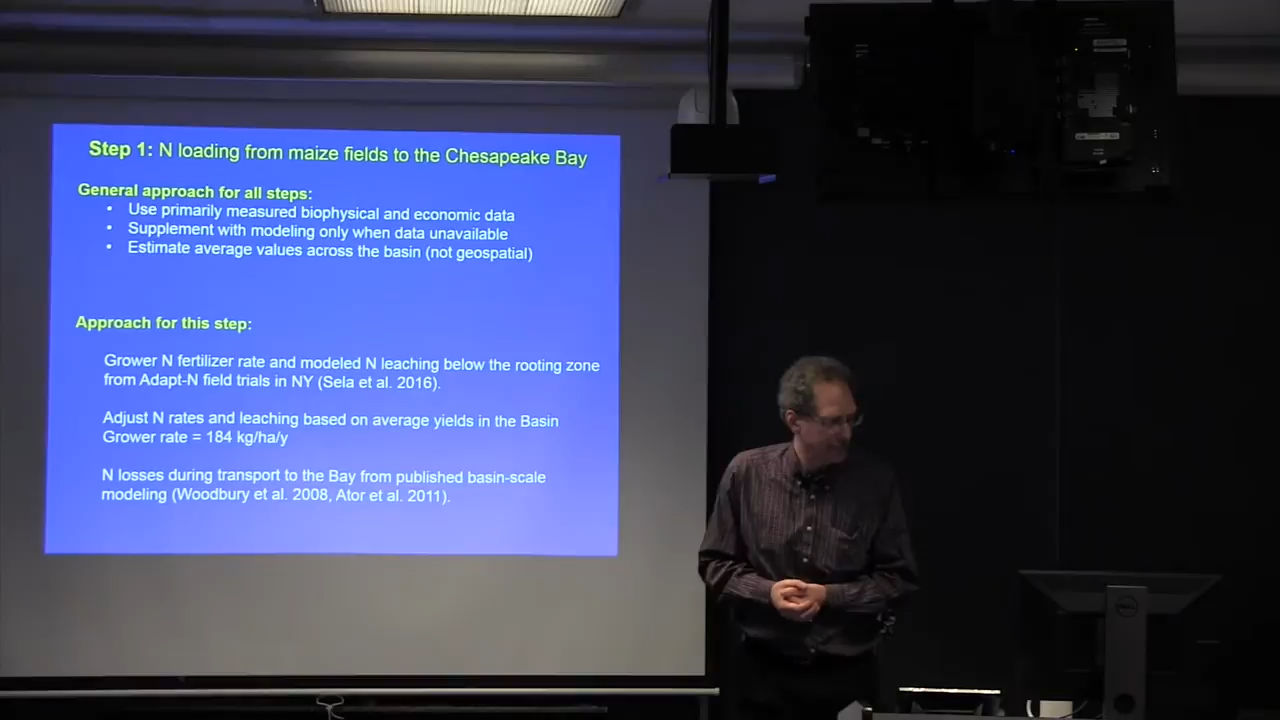 Step 1: N loading from maize fields to the Chesapeake Bay
General approach for all steps:
• Use primarily measured biophysical and economic data
• Supplement with modeling only when data unavailable
• Estimate average values across the basin (not geospatial)
Approach for this step:
Grower N fertilizer rate and modeled N leaching below the rooting zone
from Adapt-N field trials in NY (Sela et al. 2016).
Adjust N rates and leaching based on average yields in the Basin
Grower rate = 184 kg/ha/y
N losses during transport to the Bay from published basin-scale
modeling (Woodbury et al. 2008, Ator et al. 2011).
DELL